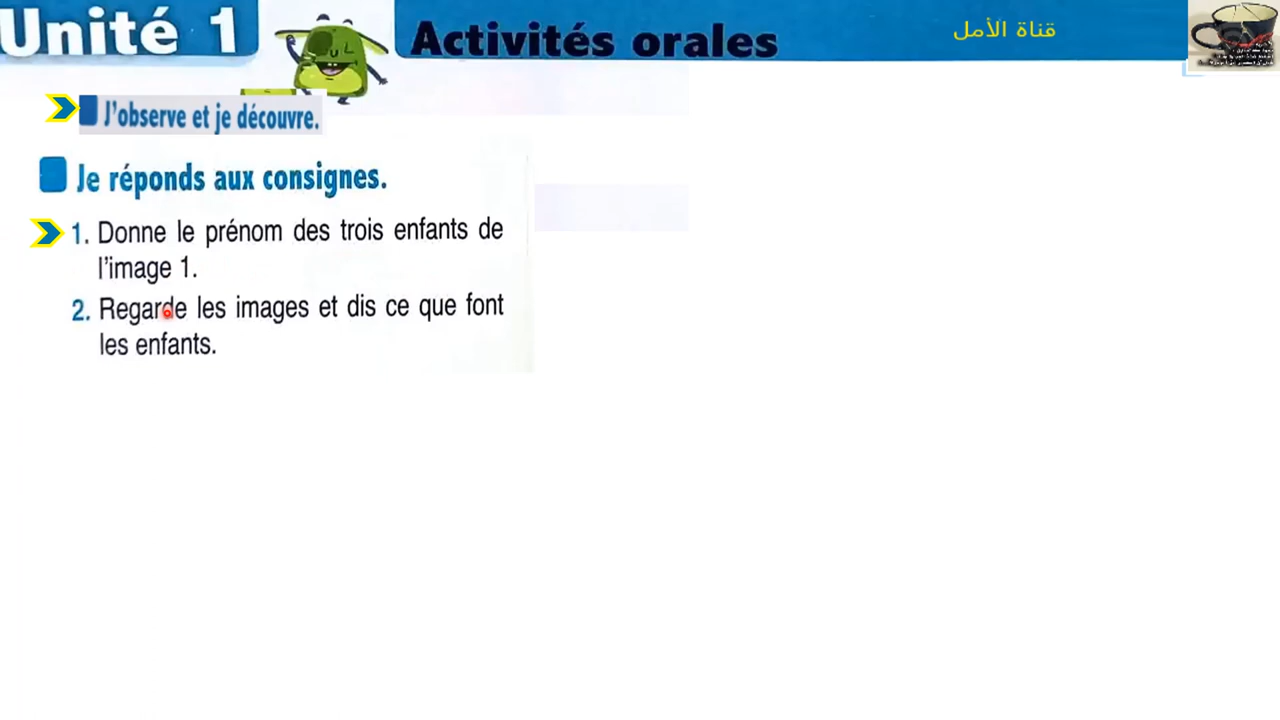 Unité 1
Activités orales
قناة الأمل
J'observe et je découvre.
Je réponds aux consignes.
1. Donne le prénom des trois enfants de
l'image 1.
2. Regarde les images et dis ce que font
les enfants.